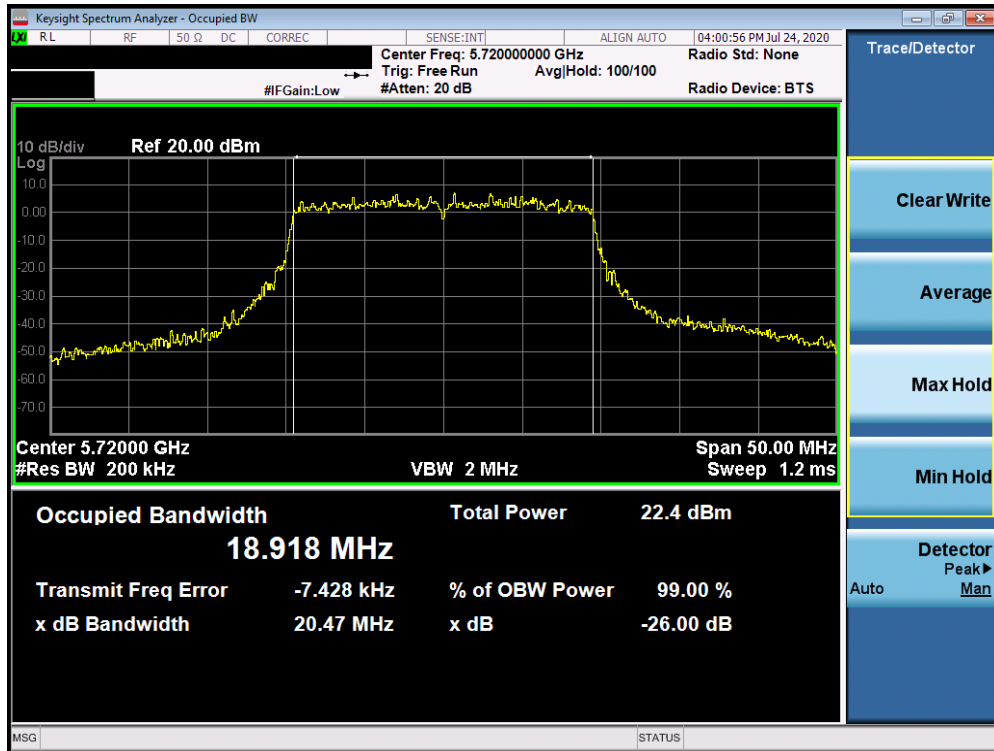 Keysight Spectrum Analyzer - Occupied BW
LXI RL RF 50 Ω DC CORREC SENSE:INT ALIGN AUTO 04:00:56 PM Jul 24, 2020
Center Freq: 5.720000000 GHz Radio Std: None
Trig: Free Run Avg|Hold: 100/100
#IFGain:Low #Atten: 20 dB Radio Device: BTS
10 dB/div Ref 20.00 dBm
Log
10.0
0.00
-10.0
-20.0
-30.0
-40.0
-50.0
-60.0
-70.0
Center 5.72000 GHz Span 50.00 MHz
#Res BW 200 kHz VBW 2 MHz Sweep 1.2 ms
Occupied Bandwidth Total Power 22.4 dBm
18.918 MHz
Transmit Freq Error -7.428 kHz % of OBW Power 99.00 %
x dB Bandwidth 20.47 MHz x dB -26.00 dB
MSG STATUS
Trace/Detector
Clear Write
Average
Max Hold
Min Hold
Detector
Peak▶
Auto Man